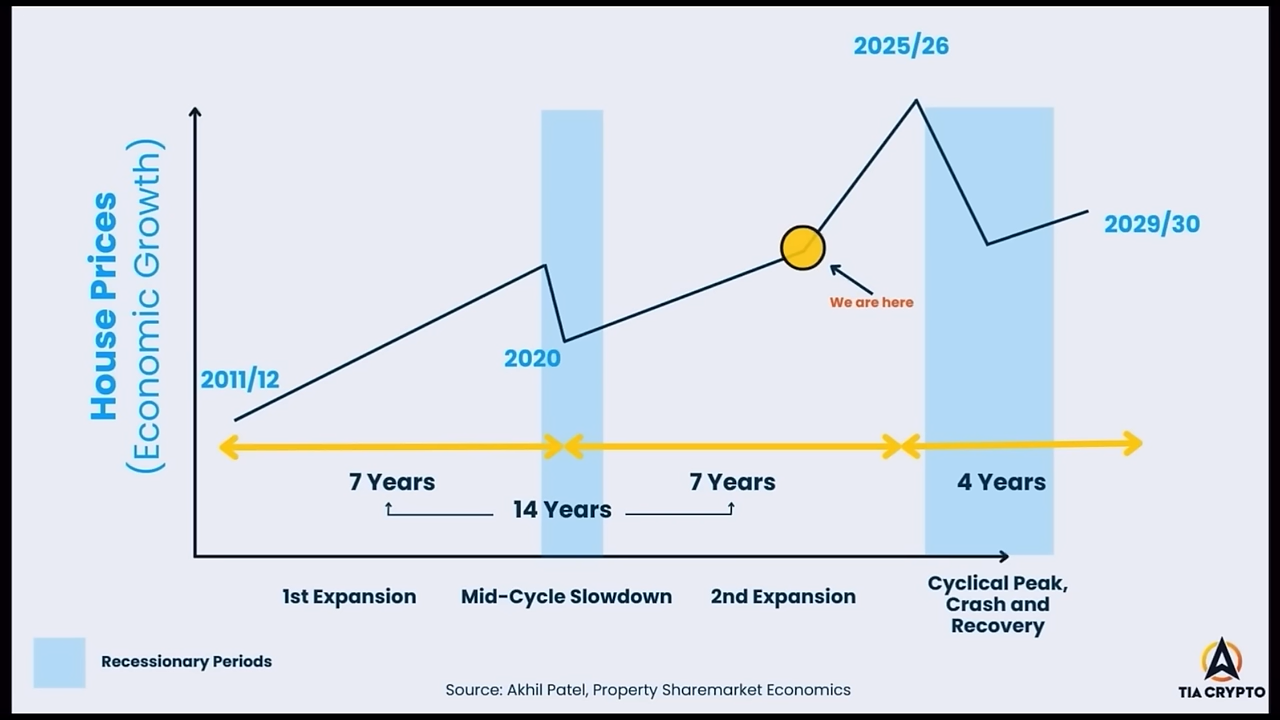 2025/26
House Prices
(Economic Growth)
2029/30
We are here
2020
2011/12
7 Years
7 Years
4 Years
14 Years
1st Expansion
Mid-Cycle Slowdown
2nd Expansion
Cyclical Peak,
Crash and
Recovery
Recessionary Periods
Source: Akhil Patel, Property Sharemarket Economics
TIA CRYPTO